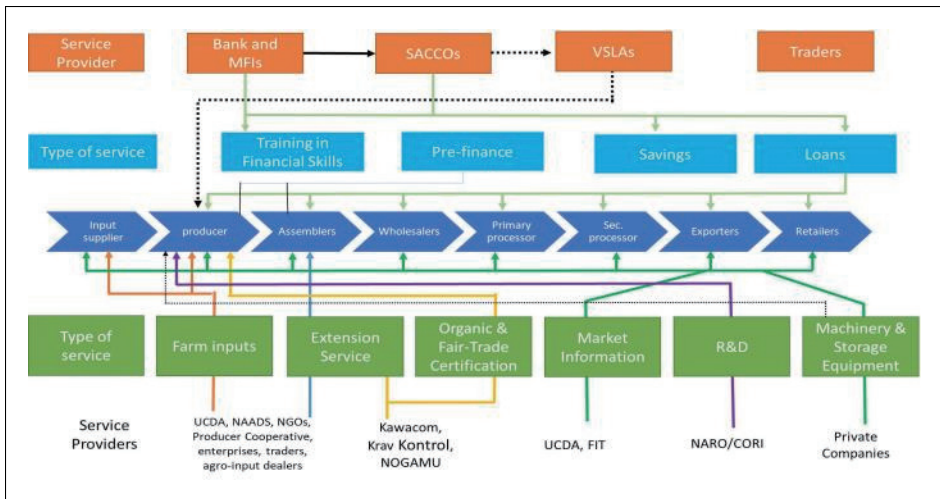 Service
Provider
Bank and
MFIs
SACCOs
VSLAs
Traders
Type of service
Training in
Financial Skills
Pre-finance
Savings
Loans
Input
supplier
producer
Assemblers
Wholesalers
Primary
processor
Sec.
processor
Exporters
Retailers
Type of
service
Farm inputs
Extension
Service
Organic &
Fair-Trade
Certification
Market
Information
R&D
Machinery &
Storage
Equipment
Service
Providers
UCDA, NAADS, NGOs,
Producer Cooperative,
enterprises, traders,
agro-input dealers
Kawacom,
Krav Kontrol,
NOGAMU
UCDA, FIT
NARO/CORI
Private
Companies